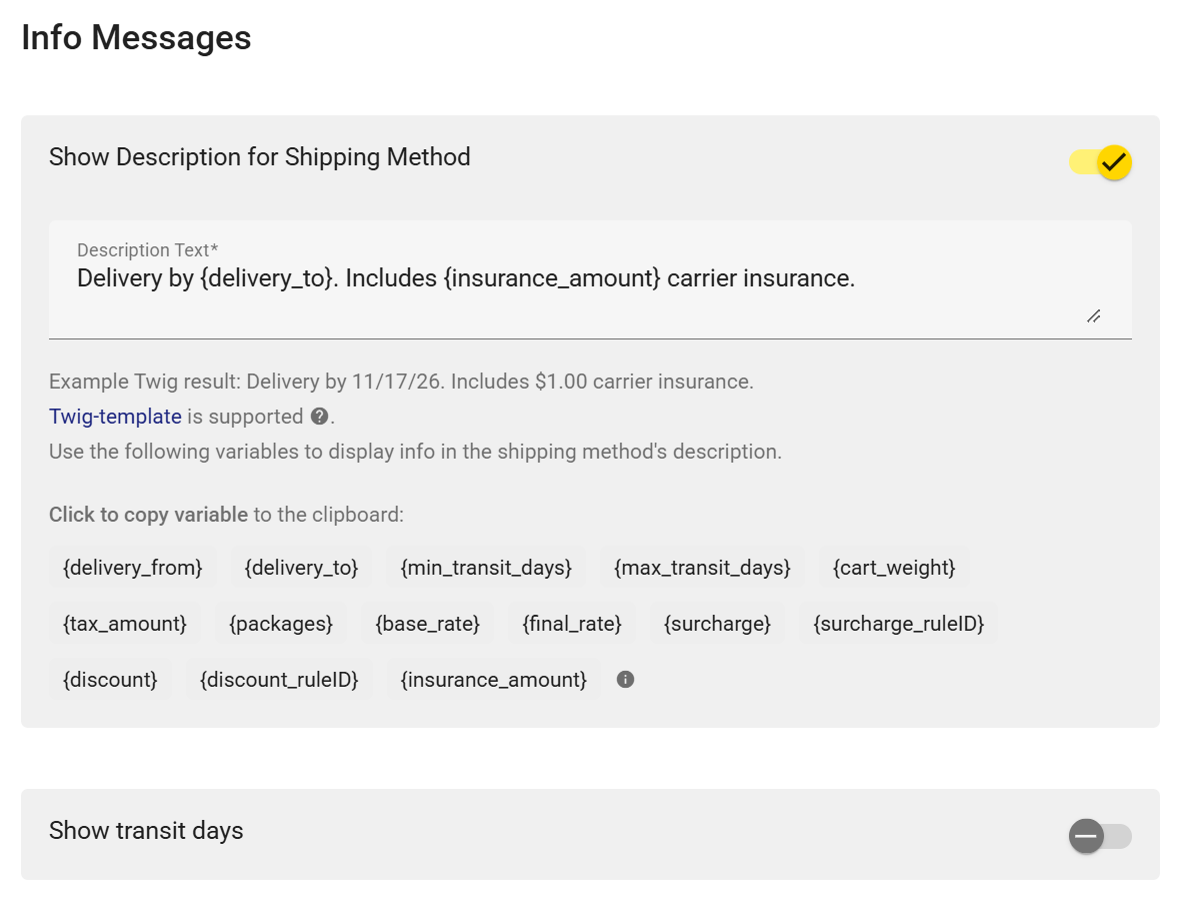 Info Messages
Show Description for Shipping Method
Description Text*
Delivery by {delivery_to}. Includes {insurance_amount} carrier insurance.
Example Twig result: Delivery by 11/17/26. Includes $1.00 carrier insurance.
Twig-template is supported ?.
Use the following variables to display info in the shipping method's description.
Click to copy variable to the clipboard:
{delivery_from} {delivery_to} {min_transit_days} {max_transit_days} {cart_weight}
{tax_amount} {packages} {base_rate} {final_rate} {surcharge} {surcharge_ruleID}
{discount} {discount_ruleID} {insurance_amount} i
Show transit days